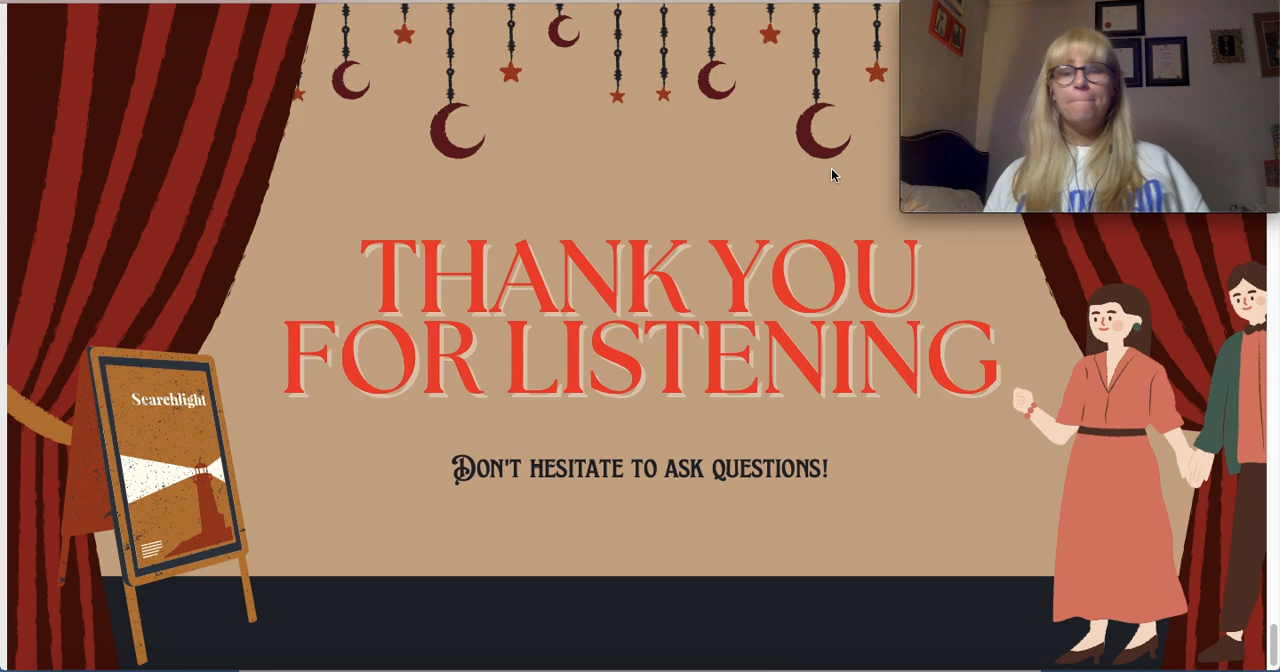 THANK YOU
FOR LISTENING
DON'T HESITATE TO ASK QUESTIONS!
Searchlight